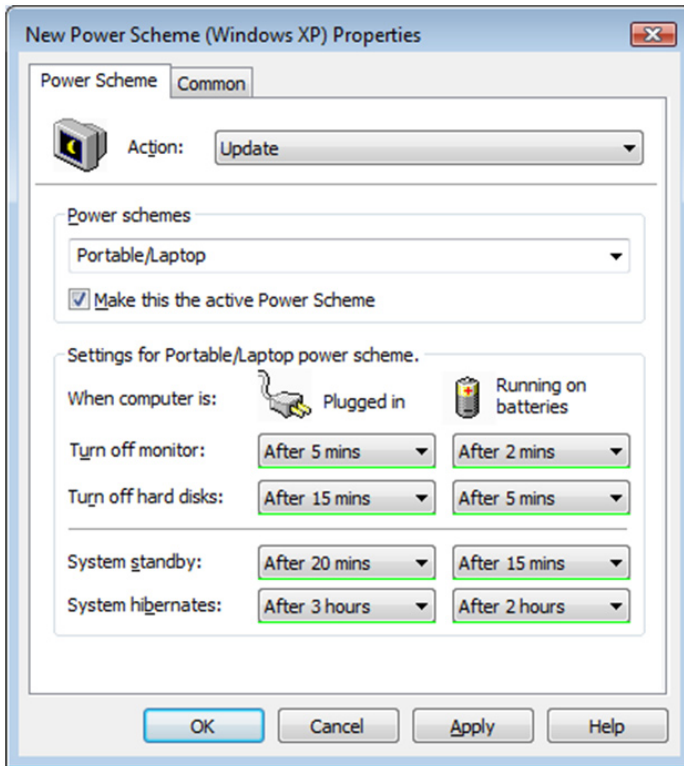 New Power Scheme (Windows XP) Properties
Power Scheme
Common
Action:
Update
Power schemes
Portable/Laptop
Make this the active Power Scheme
Settings for Portable/Laptop power scheme.
When computer is:
Plugged in
Running on
batteries
Turn off monitor:
After 5 mins
After 2 mins
Turn off hard disks:
After 15 mins
After 5 mins
System standby:
After 20 mins
After 15 mins
System hibernates:
After 3 hours
After 2 hours
OK
Cancel
Apply
Help